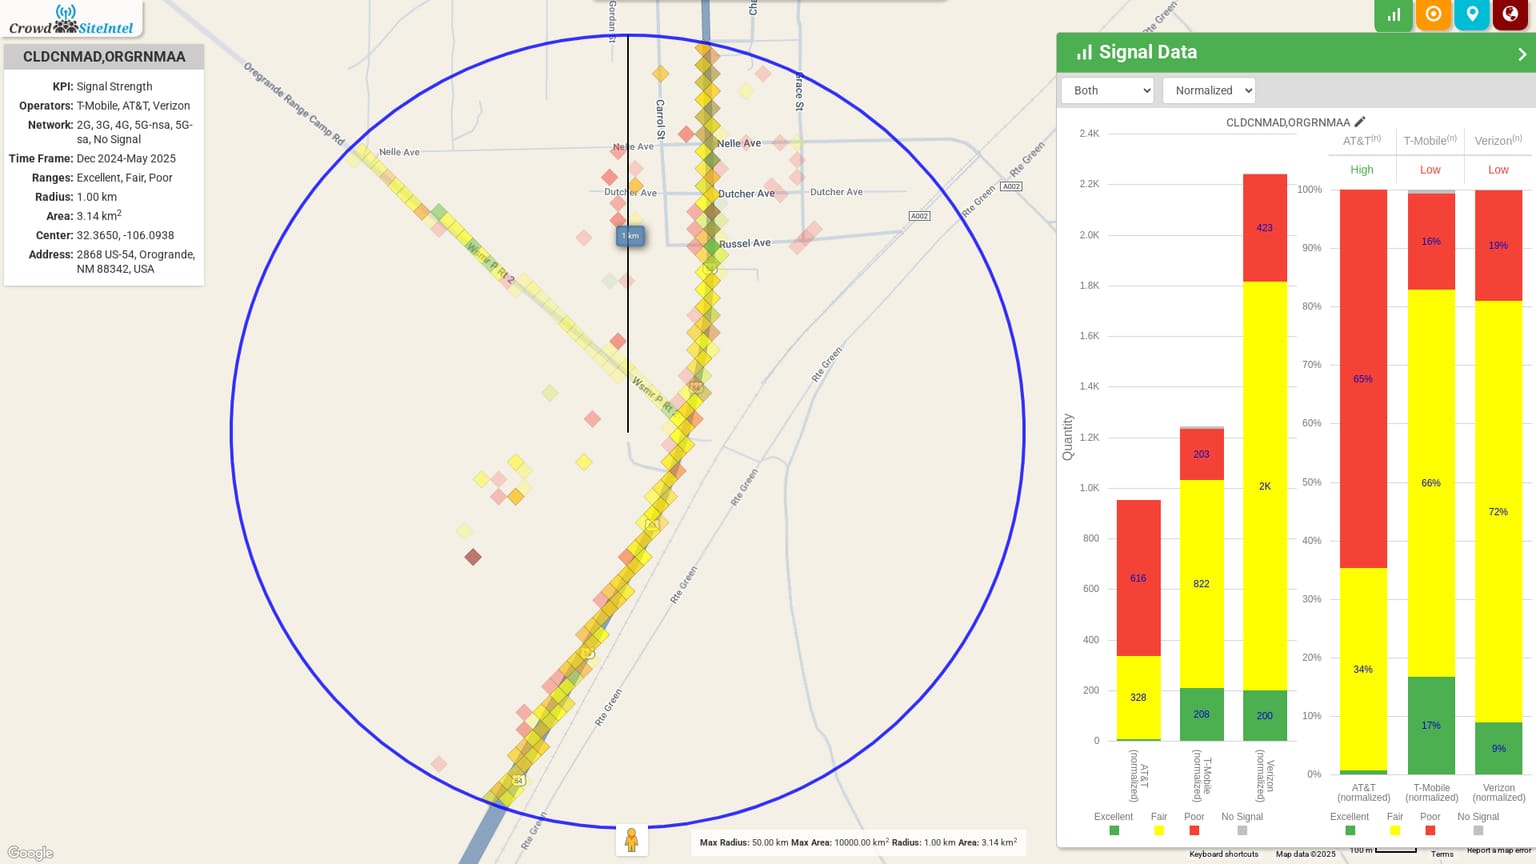 CrowdSiteIntel
CLDCNMAD,ORGRNMAA
KPI: Signal Strength
Operators: T-Mobile, AT&T, Verizon
Network: 2G, 3G, 4G, 5G-nsa, 5G-
sa, No Signal
Time Frame: Dec 2024-May 2025
Ranges: Excellent, Fair, Poor
Radius: 1.00 km
Area: 3.14 km²
Center: 32.3650, -106.0938
Address: 2868 US-54, Orogrande,
NM 88342, USA
Gordan St
Carrol St
Grace St
Oregrande Range Camp Rd
Nelle Ave
Nelle Ave
Nelle Ave
Dutcher Ave
Dutcher Ave
Dutcher Ave
Russel Ave
1 km
Wsmr P Rt 2
Wsmr P Rt 2
54
54
A002
A002
Rte Green
Rte Green
Rte Green
Rte Green
Rte Green
Rte Green
Rte Green
Rte Green
Google
Max Radius: 50.00 km Max Area: 10000.00 km² Radius: 1.00 km Area: 3.14 km²
Signal Data
Both
Normalized
CLDCNMAD,ORGRNMAA
Quantity
2.4K
2.2K
2.0K
1.8K
1.6K
1.4K
1.2K
1.0K
800
600
400
200
0
616
328
203
822
208
423
2K
200
AT&T
(normalized)
T-Mobile
(normalized)
Verizon
(normalized)
Excellent Fair Poor No Signal
AT&T(n) T-Mobile(n) Verizon(n)
High Low Low
100%
90%
80%
70%
60%
50%
40%
30%
20%
10%
0%
65%
34%
16%
66%
17%
19%
72%
9%
AT&T
(normalized)
T-Mobile
(normalized)
Verizon
(normalized)
Excellent Fair Poor No Signal
Keyboard shortcuts Map data ©2025 100 m Terms Report a map error